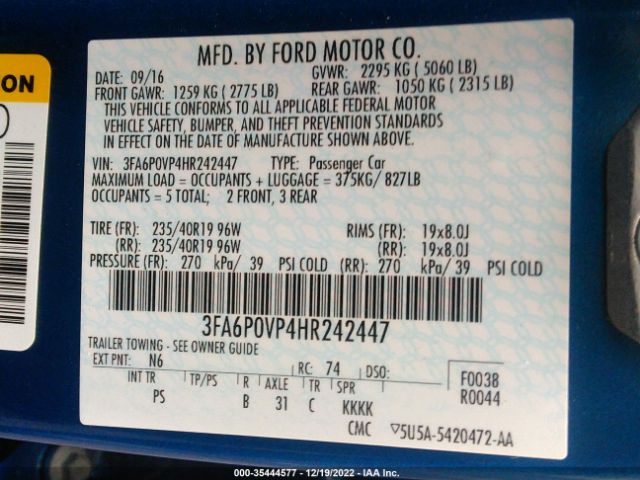 ON
MFD. BY FORD MOTOR CO.
DATE: 09/16 GVWR: 2295 KG ( 5060 LB)
FRONT GAWR: 1259 KG ( 2775 LB) REAR GAWR: 1050 KG ( 2315 LB)
THIS VEHICLE CONFORMS TO ALL APPLICABLE FEDERAL MOTOR
VEHICLE SAFETY, BUMPER, AND THEFT PREVENTION STANDARDS
IN EFFECT ON THE DATE OF MANUFACTURE SHOWN ABOVE.
VIN: 3FA6P0VP4HR242447 TYPE: Passenger Car
MAXIMUM LOAD = OCCUPANTS + LUGGAGE = 375KG/ 827LB
OCCUPANTS = 5 TOTAL; 2 FRONT, 3 REAR
TIRE (FR): 235/40R19 96W RIMS (FR): 19x8.0J
(RR): 235/40R19 96W (RR): 19x8.0J
PRESSURE (FR): 270 kPa/ 39 PSI COLD (RR): 270 kPa/ 39 PSI COLD
3FA6P0VP4HR242447
TRAILER TOWING - SEE OWNER GUIDE
EXT PNT: N6 RC: 74 DSO: F0038
INT TR TP/PS R AXLE TR SPR R0044
PS B 31 C KKKK
CMC ▽5U5A-5420472-AA
000-35444577 - 12/19/2022 - IAA Inc.